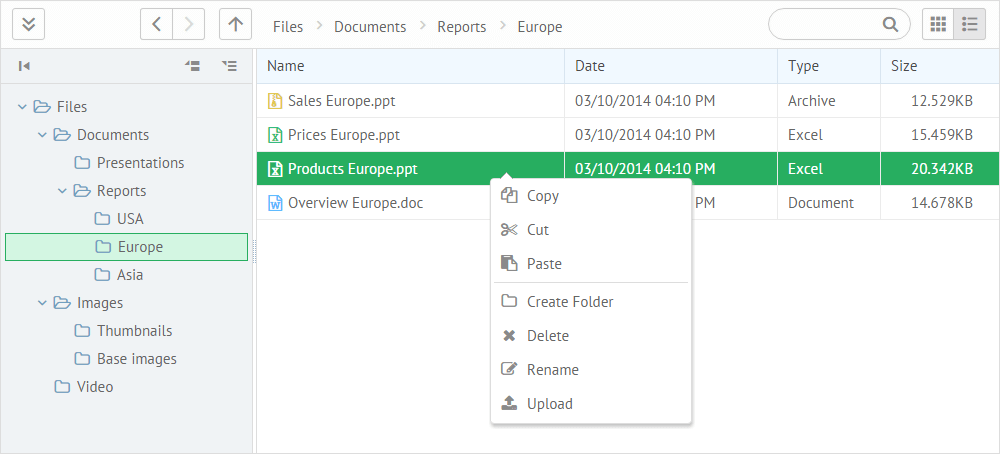 Files Documents Reports Europe
Name Date Type Size
Files
Documents
Presentations
Reports
USA
Europe
Asia
Images
Thumbnails
Base images
Video
Sales Europe.ppt 03/10/2014 04:10 PM Archive 12.529KB
Prices Europe.ppt 03/10/2014 04:10 PM Excel 15.459KB
Products Europe.ppt 03/10/2014 04:10 PM Excel 20.342KB
Overview Europe.doc PM Document 14.678KB
Copy
Cut
Paste
Create Folder
Delete
Rename
Upload